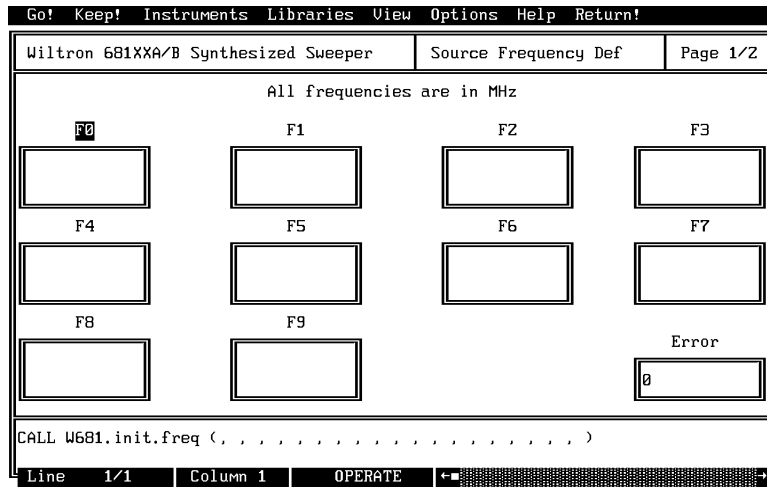 Go! Keep! Instruments Libraries View Options Help Return!
Wiltron 681XXA/B Synthesized Sweeper Source Frequency Def Page 1/2
All frequencies are in MHz
F0 F1 F2 F3
F4 F5 F6 F7
F8 F9
Error
0
CALL W681.init.freq (, , , , , , , , , , , , , , , , , , , )
Line 1/1 Column 1 OPERATE